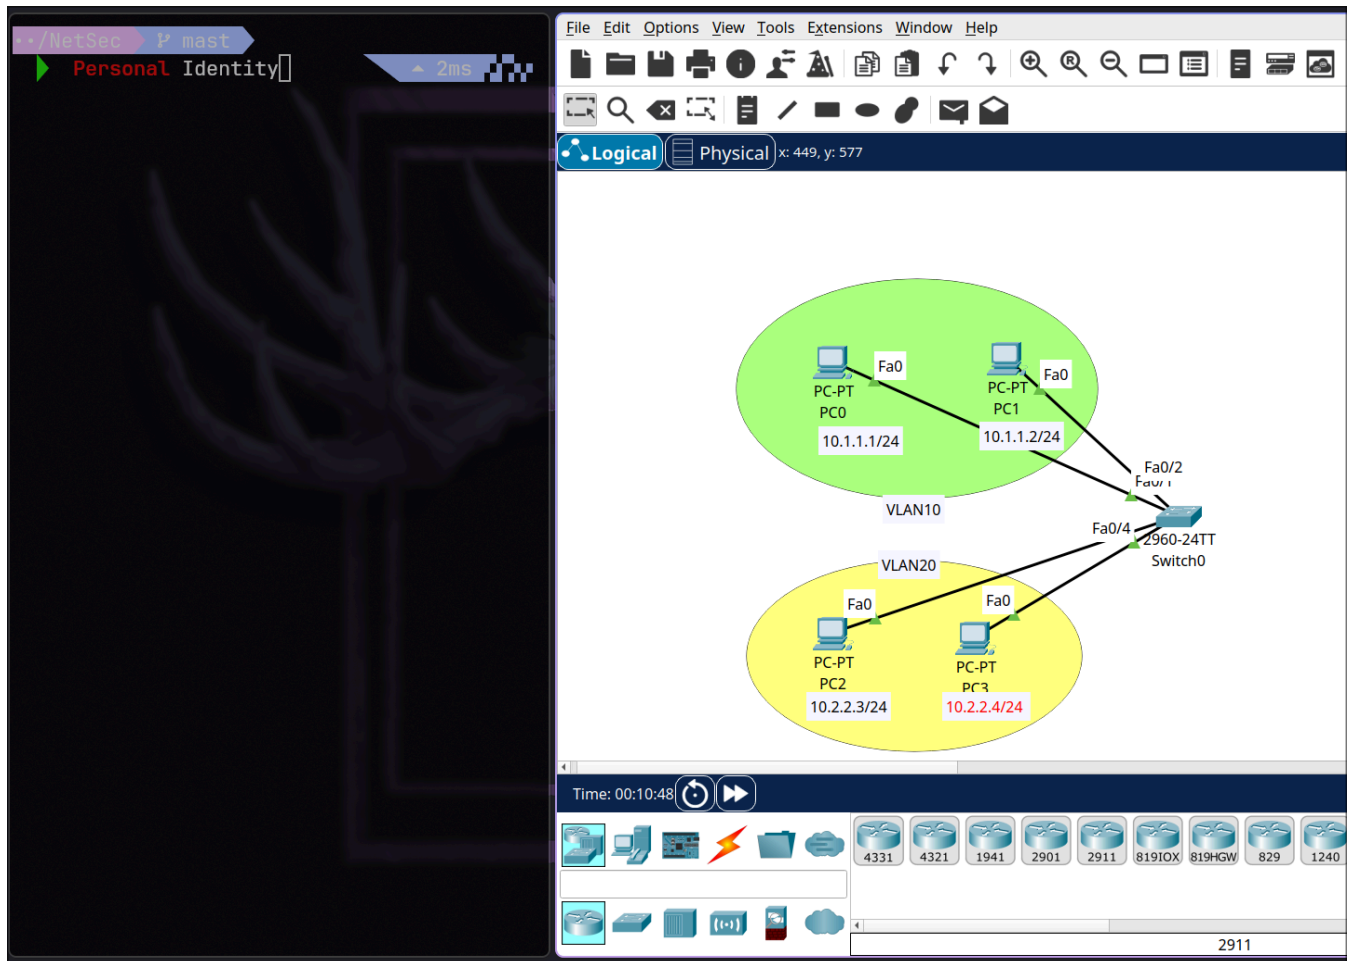 ../NetSec mast
Personal Identity 2ms
File Edit Options View Tools Extensions Window Help
Logical Physical x: 449, y: 577
Fa0
PC-PT
PC0
10.1.1.1/24
Fa0
PC-PT
PC1
10.1.1.2/24
VLAN10
Fa0/2
Fa0/1
Fa0/4
2960-24TT
Switch0
VLAN20
Fa0
PC-PT
PC2
10.2.2.3/24
Fa0
PC-PT
PC3
10.2.2.4/24
Time: 00:10:48
4331 4321 1941 2901 2911 819IOX 819HGW 829 1240
2911